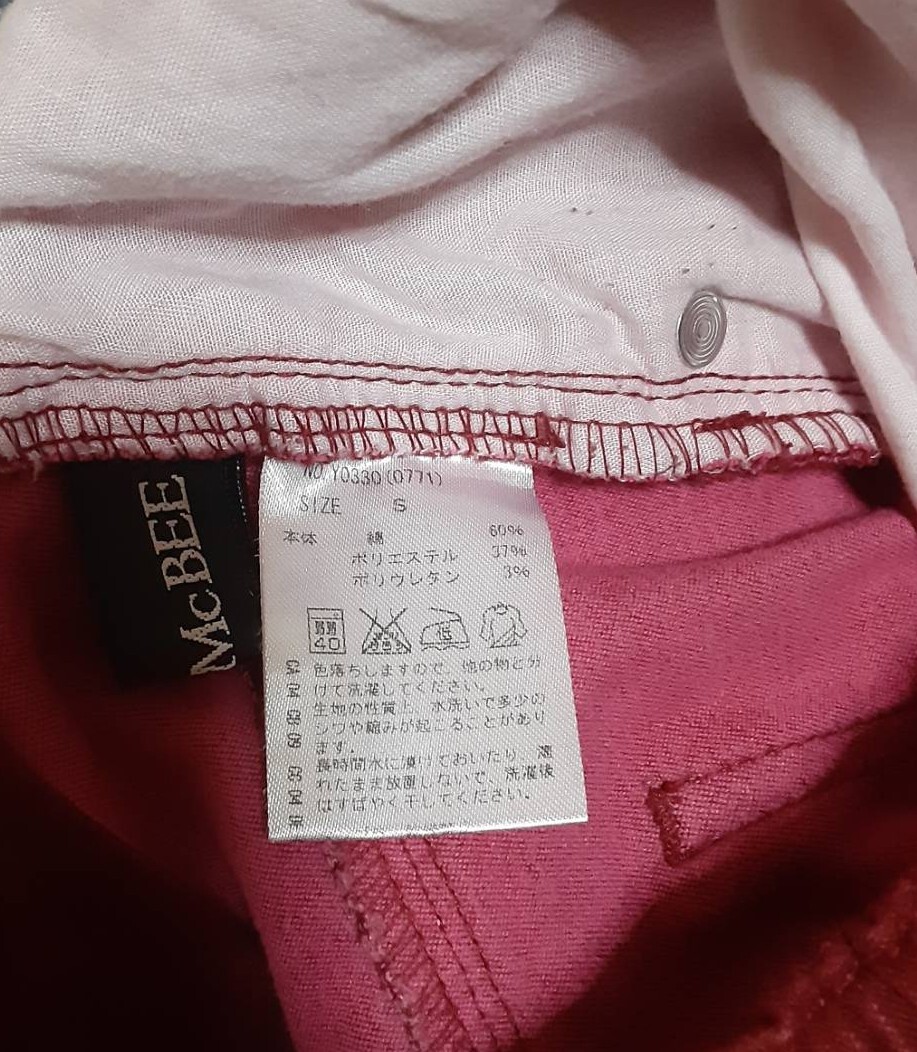 McBEE
NO Y0330(0771)
SIZE S
本体 綿 60%
ポリエステル 37%
ポリウレタン 3%
40
低
色落ちしますので、他の物と分
けて洗濯してください。
生地の性質上、水洗いで多少の
シワや縮みが起こることがあり
ます。
長時間水に漬けておいたり、濡
れたまま放置しないで、洗濯後
はすばやく干してください。